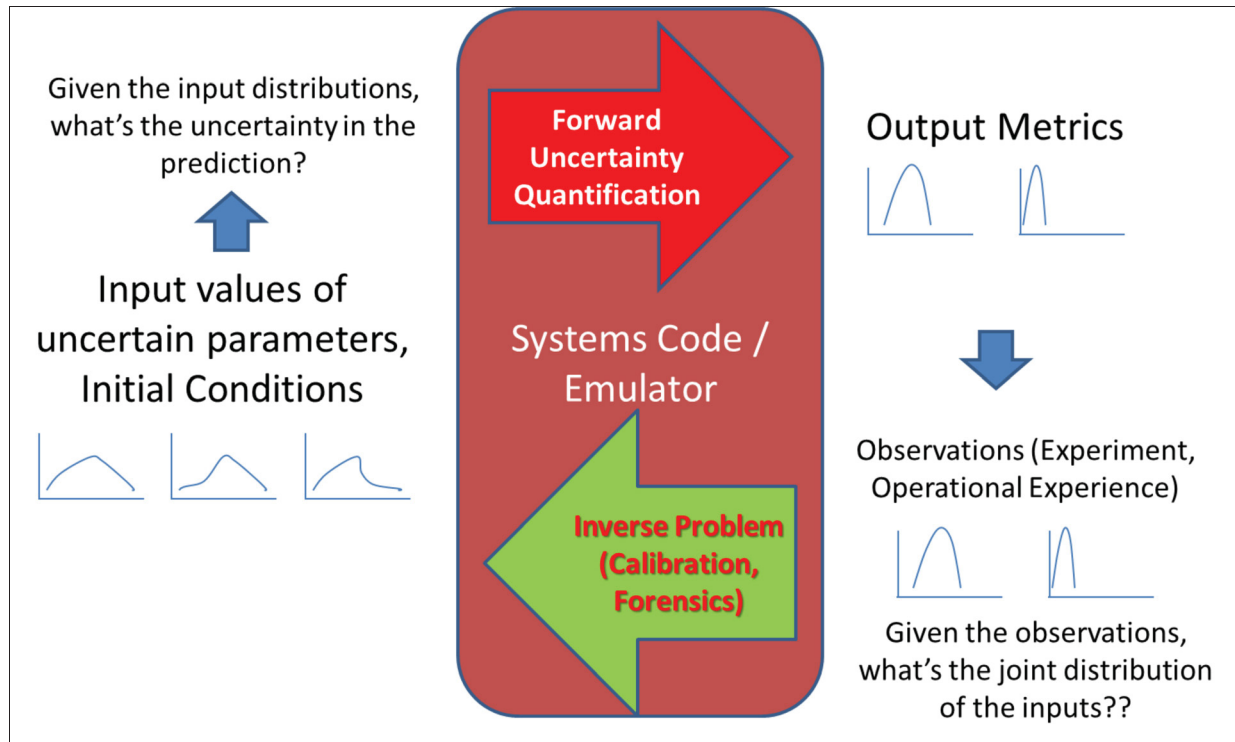 Given the input distributions,
what's the uncertainty in the
prediction?
Input values of
uncertain parameters,
Initial Conditions
Forward
Uncertainty
Quantification
Systems Code /
Emulator
Inverse Problem
(Calibration,
Forensics)
Output Metrics
Observations (Experiment,
Operational Experience)
Given the observations,
what's the joint distribution
of the inputs??